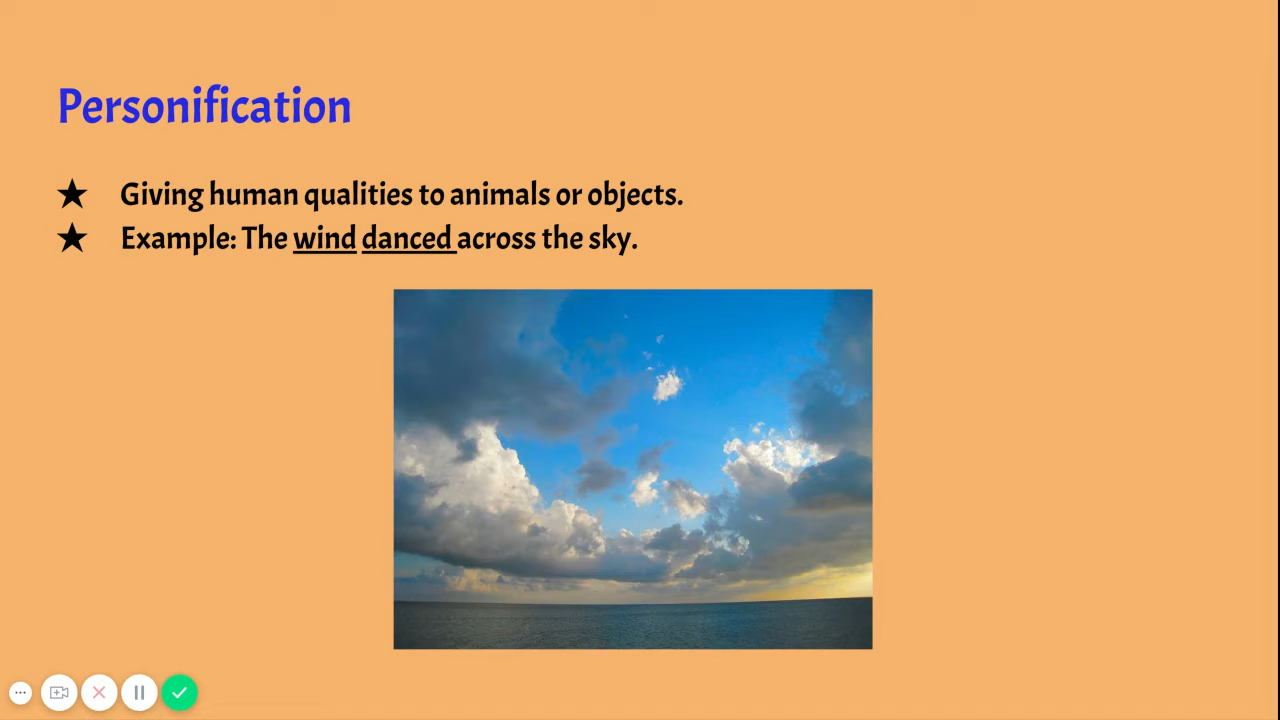 Personification
★ Giving human qualities to animals or objects.
★ Example: The wind danced across the sky.